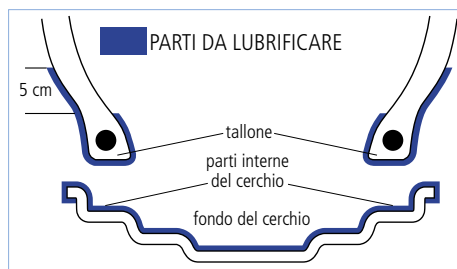 PARTI DA LUBRIFICARE
5 cm
tallone
parti interne
del cerchio
fondo del cerchio